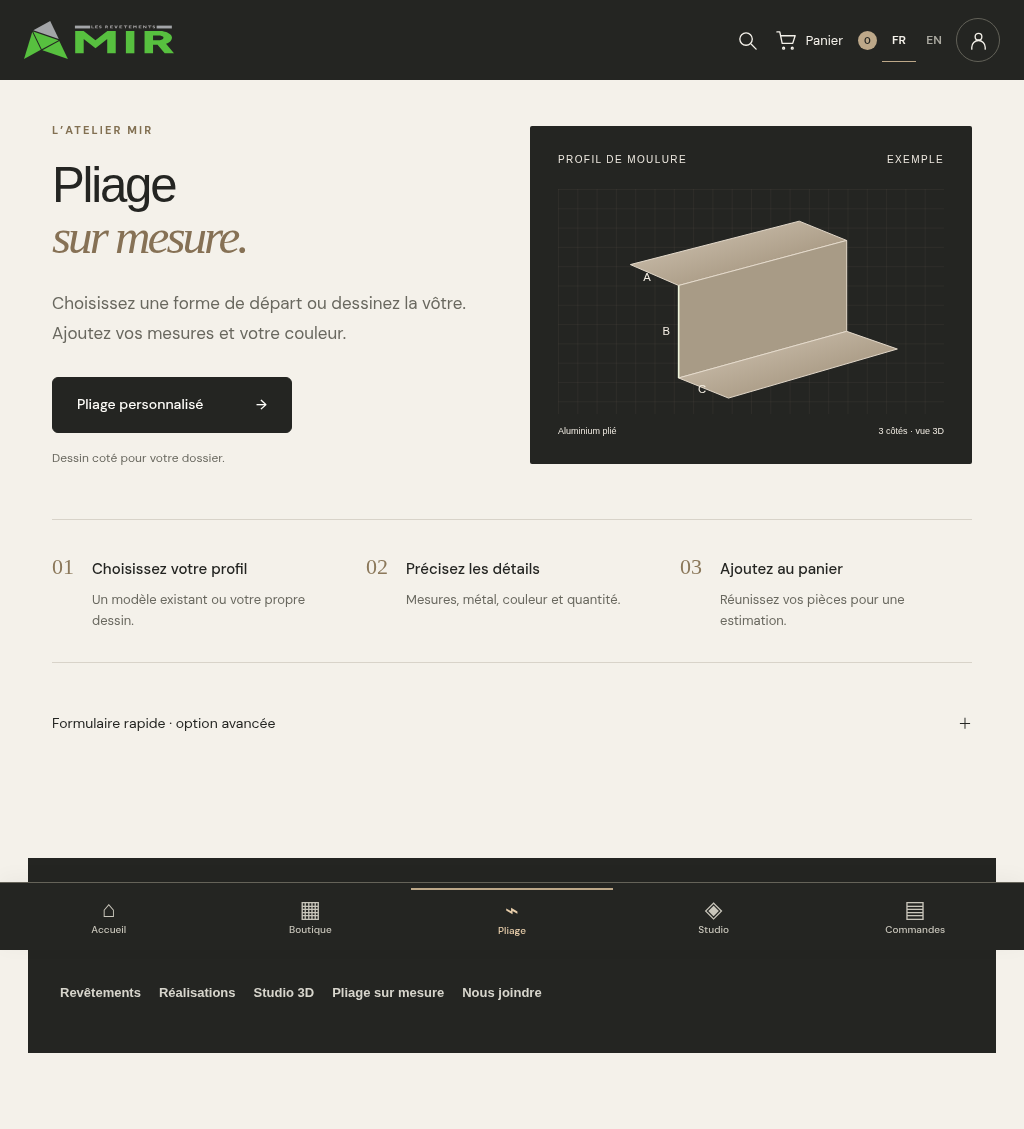 LES REVÊTEMENTS
MIR
Panier
0
FR
EN
L'ATELIER MIR
Pliage
sur mesure.
Choisissez une forme de départ ou dessinez la vôtre.
Ajoutez vos mesures et votre couleur.
Pliage personnalisé →
Dessin coté pour votre dossier.
PROFIL DE MOULURE
EXEMPLE
A
B
C
Aluminium plié
3 côtés · vue 3D
01 Choisissez votre profil
Un modèle existant ou votre propre
dessin.
02 Précisez les détails
Mesures, métal, couleur et quantité.
03 Ajoutez au panier
Réunissez vos pièces pour une
estimation.
Formulaire rapide · option avancée
+
Accueil
Boutique
Pliage
Studio
Commandes
Revêtements Réalisations Studio 3D Pliage sur mesure Nous joindre